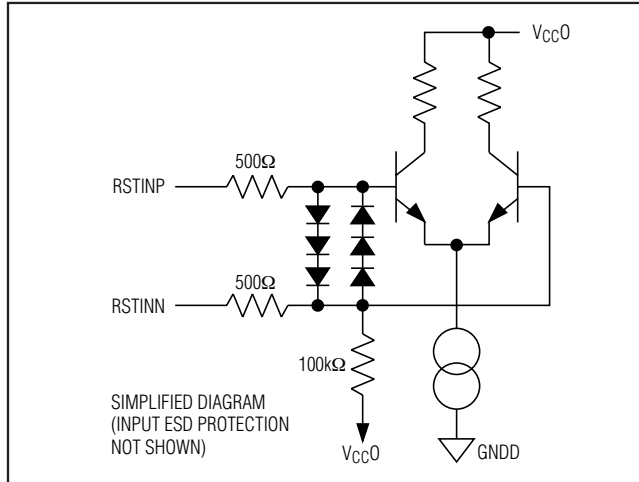 VCCO
500Ω
RSTINP
500Ω
RSTINN
100kΩ
SIMPLIFIED DIAGRAM
(INPUT ESD PROTECTION
NOT SHOWN)
VCCO
GNDD